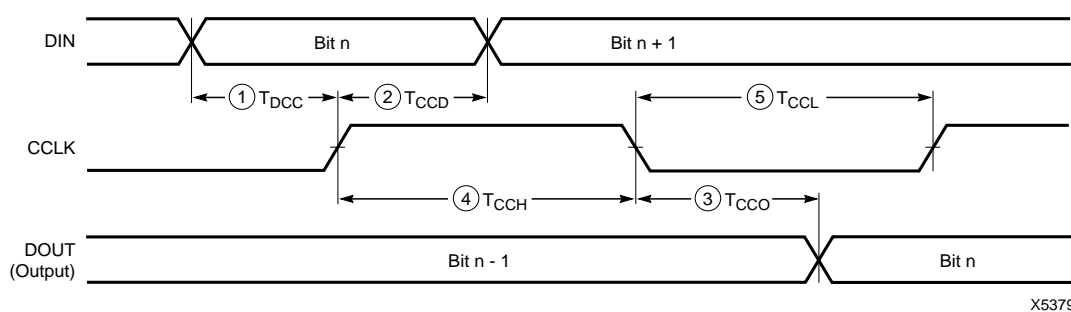 DIN
Bit n
Bit n + 1
1 TDCC
2 TCCD
5 TCCL
CCLK
4 TCCH
3 TCCO
DOUT
(Output)
Bit n - 1
Bit n
X5379